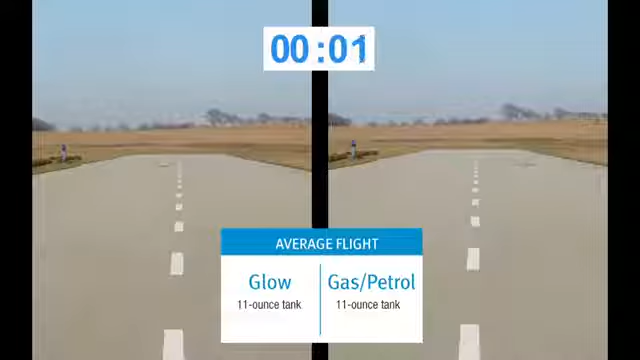 00:01
AVERAGE FLIGHT
Glow
Gas/Petrol
11-ounce tank
11-ounce tank